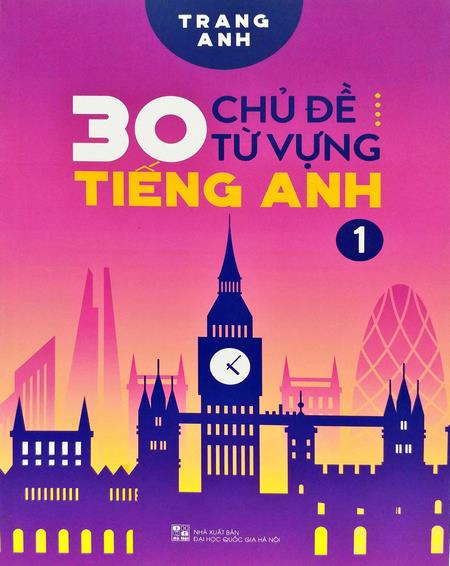 TRANG
ANH
30 CHỦ ĐỀ
TỪ VỰNG
TIẾNG ANH
1
NHÀ XUẤT BẢN
ĐẠI HỌC QUỐC GIA HÀ NỘI